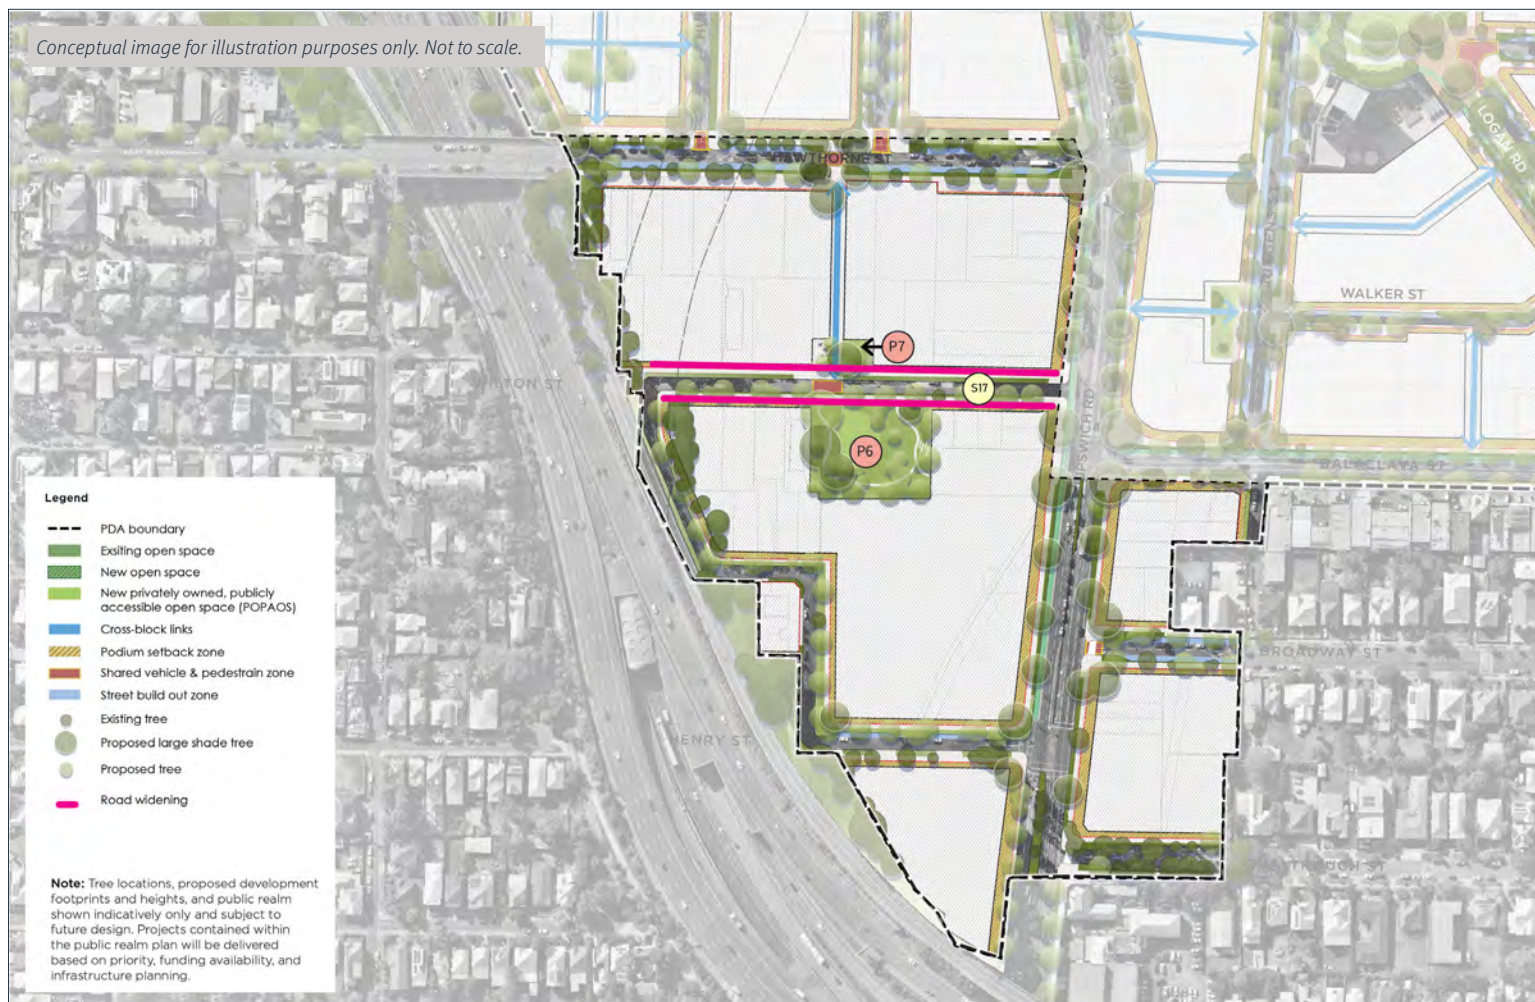 Conceptual image for illustration purposes only. Not to scale.
HAWTHORNE ST
LOGAN RD
WALKER ST
P7
S17
P6
IPSWICH RD
BALACLAVA ST
BROADWAY ST
HENRY ST
Legend
PDA boundary
Exsiting open space
New open space
New privately owned, publicly
accessible open space (POPAOS)
Cross-block links
Podium setback zone
Shared vehicle & pedestrain zone
Street build out zone
Existing tree
Proposed large shade tree
Proposed tree
Road widening
Note: Tree locations, proposed development
footprints and heights, and public realm
shown indicatively only and subject to
future design. Projects contained within
the public realm plan will be delivered
based on priority, funding availability, and
infrastructure planning.